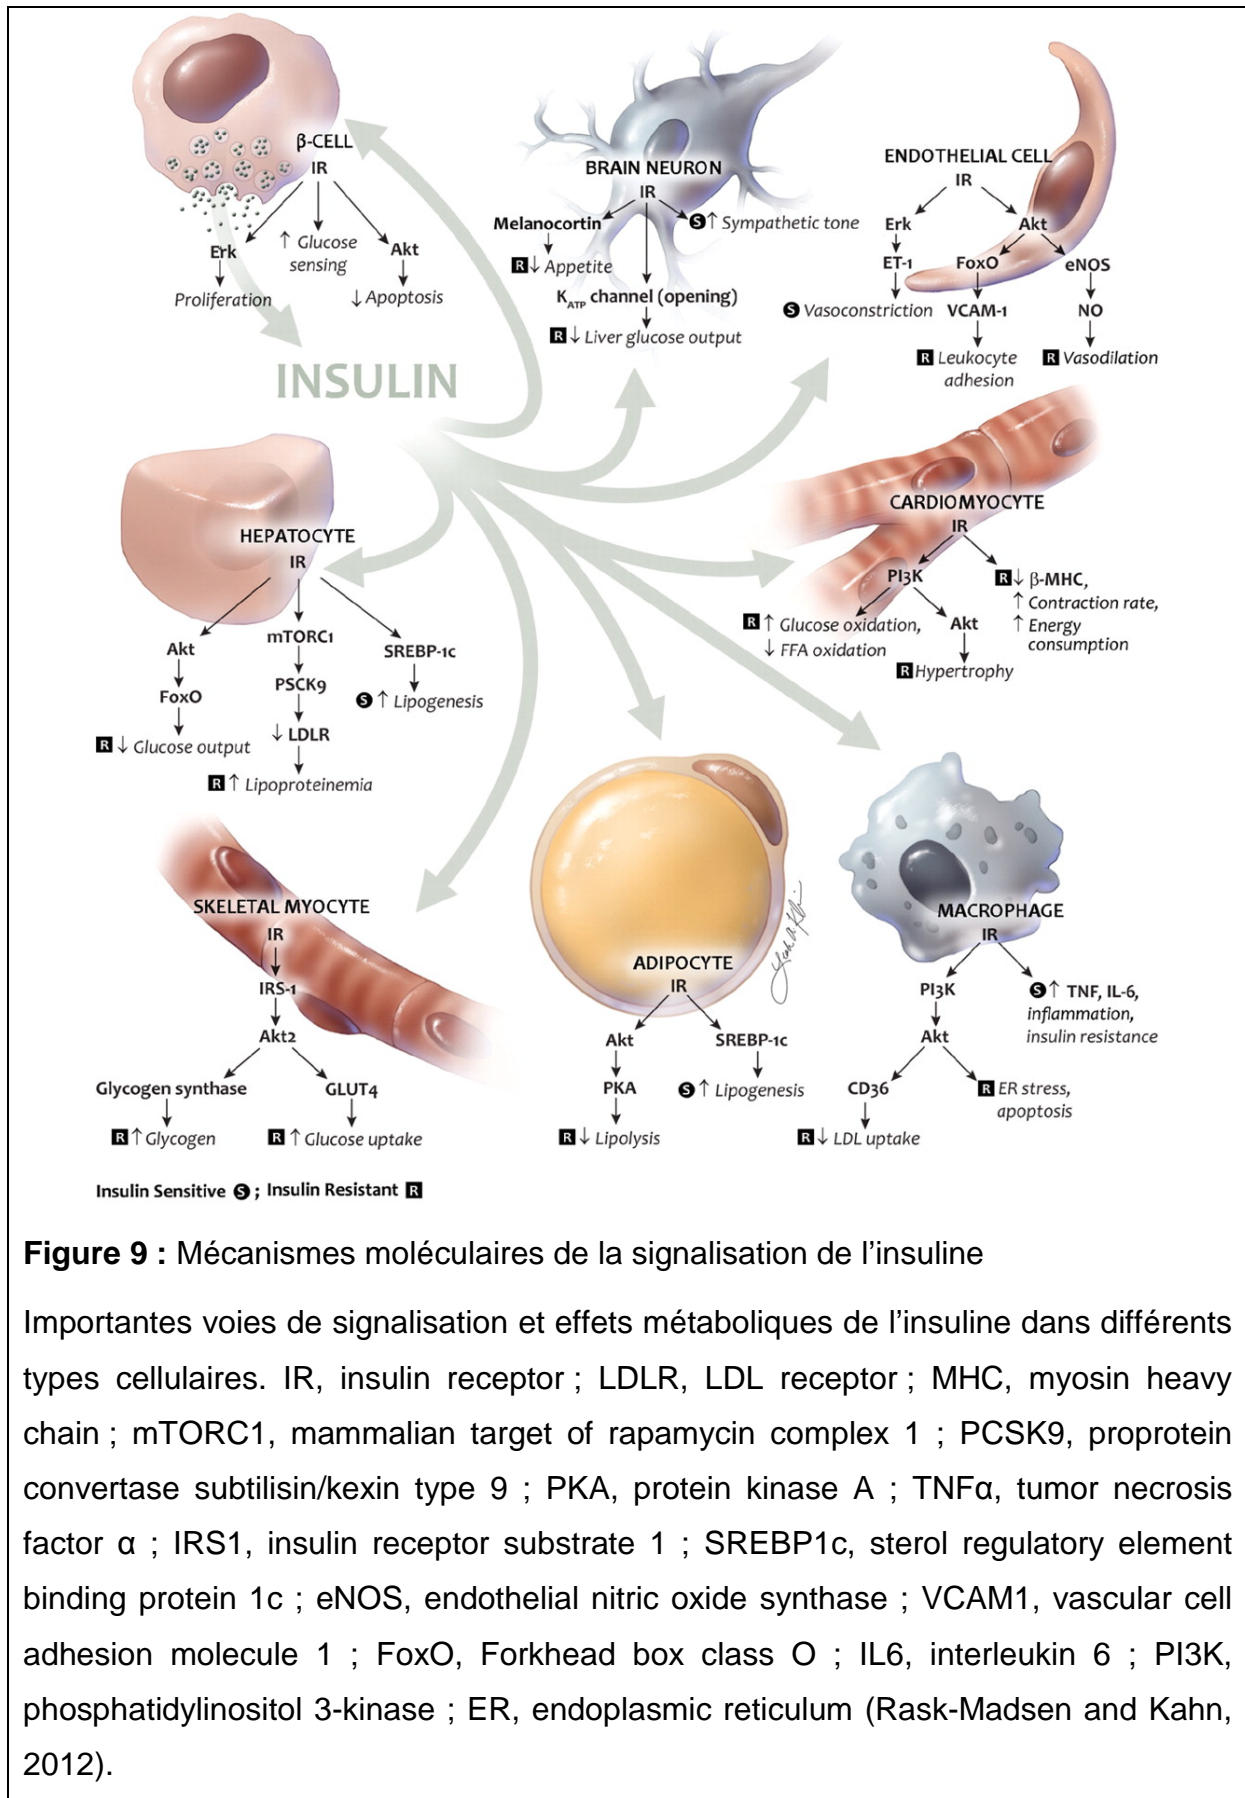 β-CELL
IR
Erk
↑ Glucose
sensing
Akt
Proliferation
↓ Apoptosis
INSULIN
BRAIN NEURON
IR
Melanocortin
S ↑ Sympathetic tone
R ↓ Appetite
KATP channel (opening)
R ↓ Liver glucose output
ENDOTHELIAL CELL
IR
Erk
Akt
ET-1
FoxO
eNOS
S Vasoconstriction
VCAM-1
NO
R Leukocyte
adhesion
R Vasodilation
HEPATOCYTE
IR
Akt
mTORC1
SREBP-1c
FoxO
PSCK9
S ↑ Lipogenesis
R ↓ Glucose output
↓ LDLR
R ↑ Lipoproteinemia
CARDIOMYOCYTE
IR
PI3K
R ↓ β-MHC,
↑ Contraction rate,
↑ Energy
consumption
R ↑ Glucose oxidation,
↓ FFA oxidation
Akt
R Hypertrophy
SKELETAL MYOCYTE
IR
IRS-1
Akt2
Glycogen synthase
GLUT4
R ↑ Glycogen
R ↑ Glucose uptake
ADIPOCYTE
IR
Akt
SREBP-1c
PKA
S ↑ Lipogenesis
R ↓ Lipolysis
MACROPHAGE
IR
PI3K
S ↑ TNF, IL-6,
inflammation,
insulin resistance
Akt
CD36
R ER stress,
apoptosis
R ↓ LDL uptake
Insulin Sensitive S ; Insulin Resistant R
Figure 9 : Mécanismes moléculaires de la signalisation de l’insuline
Importantes voies de signalisation et effets métaboliques de l’insuline dans différents
types cellulaires. IR, insulin receptor ; LDLR, LDL receptor ; MHC, myosin heavy
chain ; mTORC1, mammalian target of rapamycin complex 1 ; PCSK9, proprotein
convertase subtilisin/kexin type 9 ; PKA, protein kinase A ; TNFα, tumor necrosis
factor α ; IRS1, insulin receptor substrate 1 ; SREBP1c, sterol regulatory element
binding protein 1c ; eNOS, endothelial nitric oxide synthase ; VCAM1, vascular cell
adhesion molecule 1 ; FoxO, Forkhead box class O ; IL6, interleukin 6 ; PI3K,
phosphatidylinositol 3-kinase ; ER, endoplasmic reticulum (Rask-Madsen and Kahn,
2012).